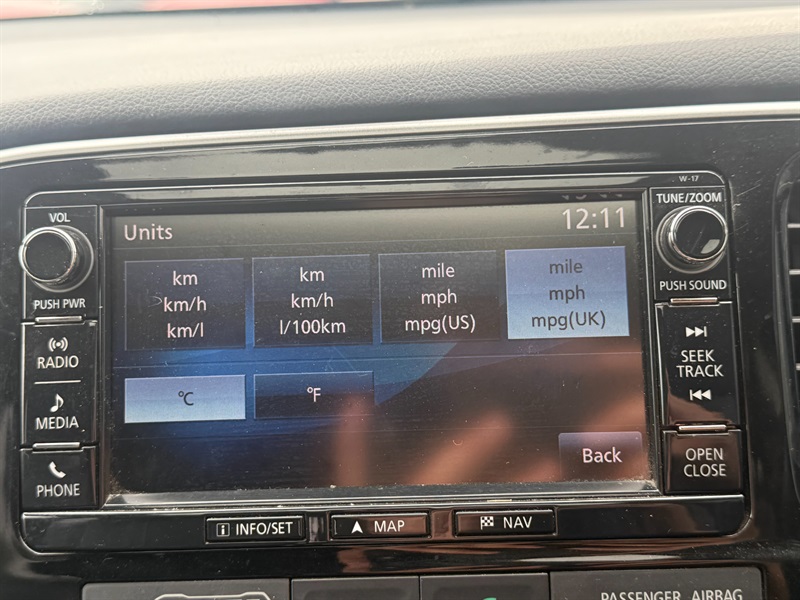 W-17
VOL
PUSH PWR
RADIO
MEDIA
PHONE
Units
12:11
km
km/h
km/l
km
km/h
l/100km
mile
mph
mpg(US)
mile
mph
mpg(UK)
°C
°F
Back
TUNE/ZOOM
PUSH SOUND
SEEK
TRACK
OPEN
CLOSE
i INFO/SET
MAP
NAV
PASSENGER AIRBAG